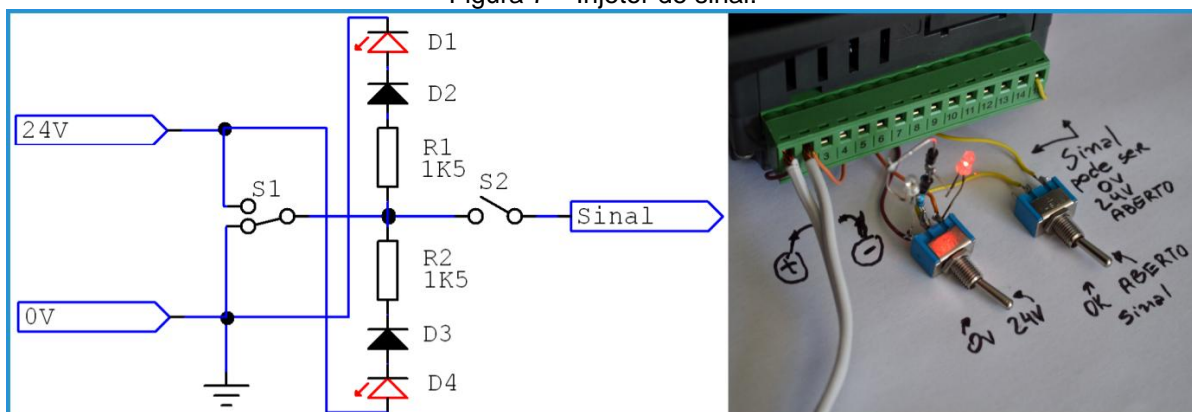 Figura 7 – Injetor de sinal.
D1
D2
24V
R1
1K5
S1
S2
Sinal
R2
1K5
0V
D3
D4
3 4 5 6 7 8 9 10 11 12 13 14
Sinal
pode ser
0V
24V
ABERTO
+
-
0V 24V
OK ABERTO
Sinal